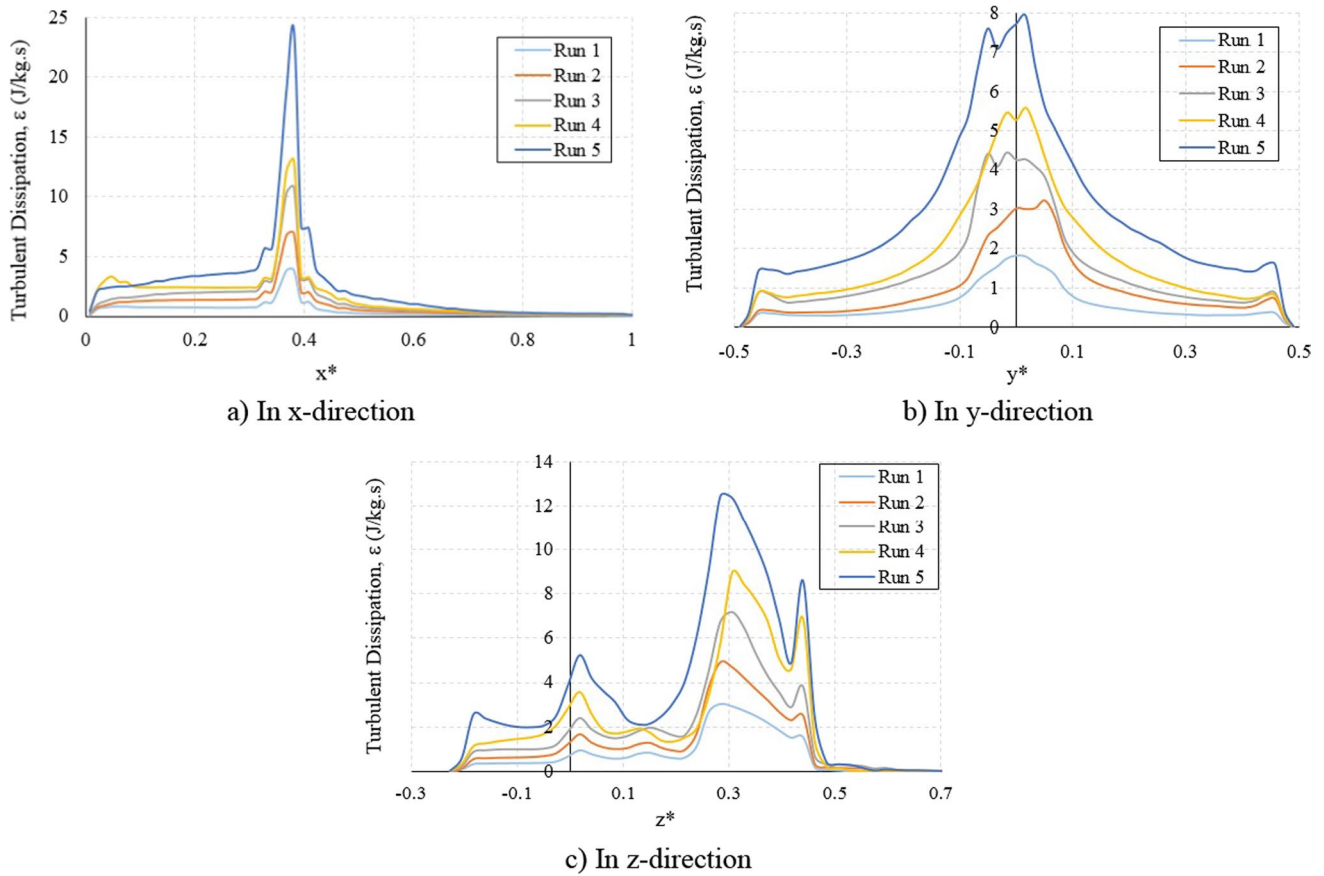 Turbulent Dissipation, ε (J/kg.s)
25
20
15
10
5
0
0
0.2
0.4
0.6
0.8
1
x*
Run 1
Run 2
Run 3
Run 4
Run 5
a) In x-direction
Turbulent Dissipation, ε (J/kg.s)
8
7
6
5
4
3
2
1
0
-0.5
-0.3
-0.1
0.1
0.3
0.5
y*
Run 1
Run 2
Run 3
Run 4
Run 5
b) In y-direction
Turbulent Dissipation, ε (J/kg.s)
14
12
10
8
6
4
2
0
-0.3
-0.1
0.1
0.3
0.5
0.7
z*
Run 1
Run 2
Run 3
Run 4
Run 5
c) In z-direction